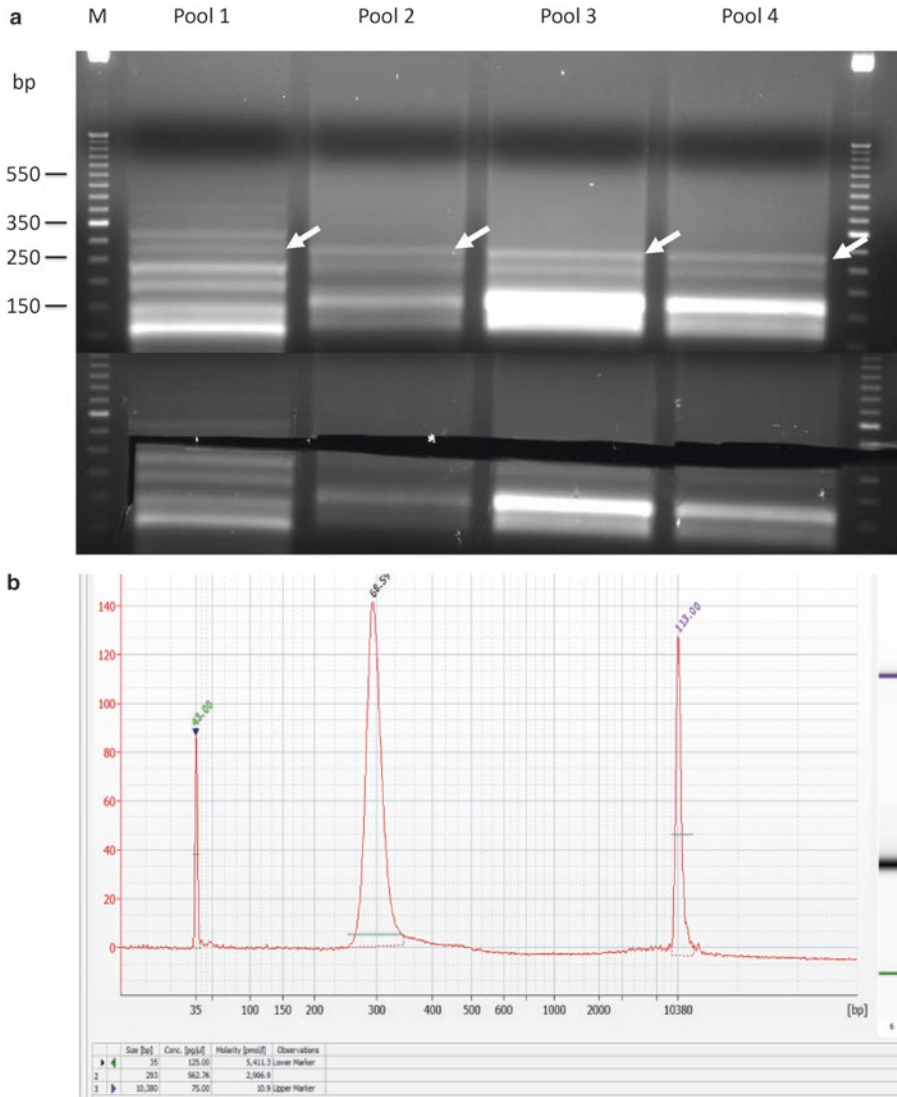 a M Pool 1 Pool 2 Pool 3 Pool 4
bp
550
350
250
150
b
68.59
113.00
43.00
140
120
100
80
60
40
20
0
35 100 150 200 300 400 500 600 1000 2000 10380 [bp]
6
Size [bp] Conc. [pg/µl] Molarity [pmol/l] Observations
35 125.00 5,411.3 Lower Marker
2 293 562.76 2,906.9
3 10,380 75.00 10.9 Upper Marker